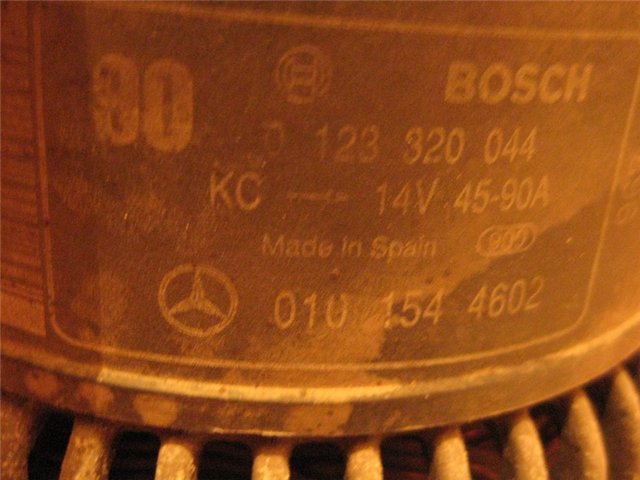 90 BOSCH
0 123 320 044
KC 14V 45-90A
Made in Spain
010 154 4602